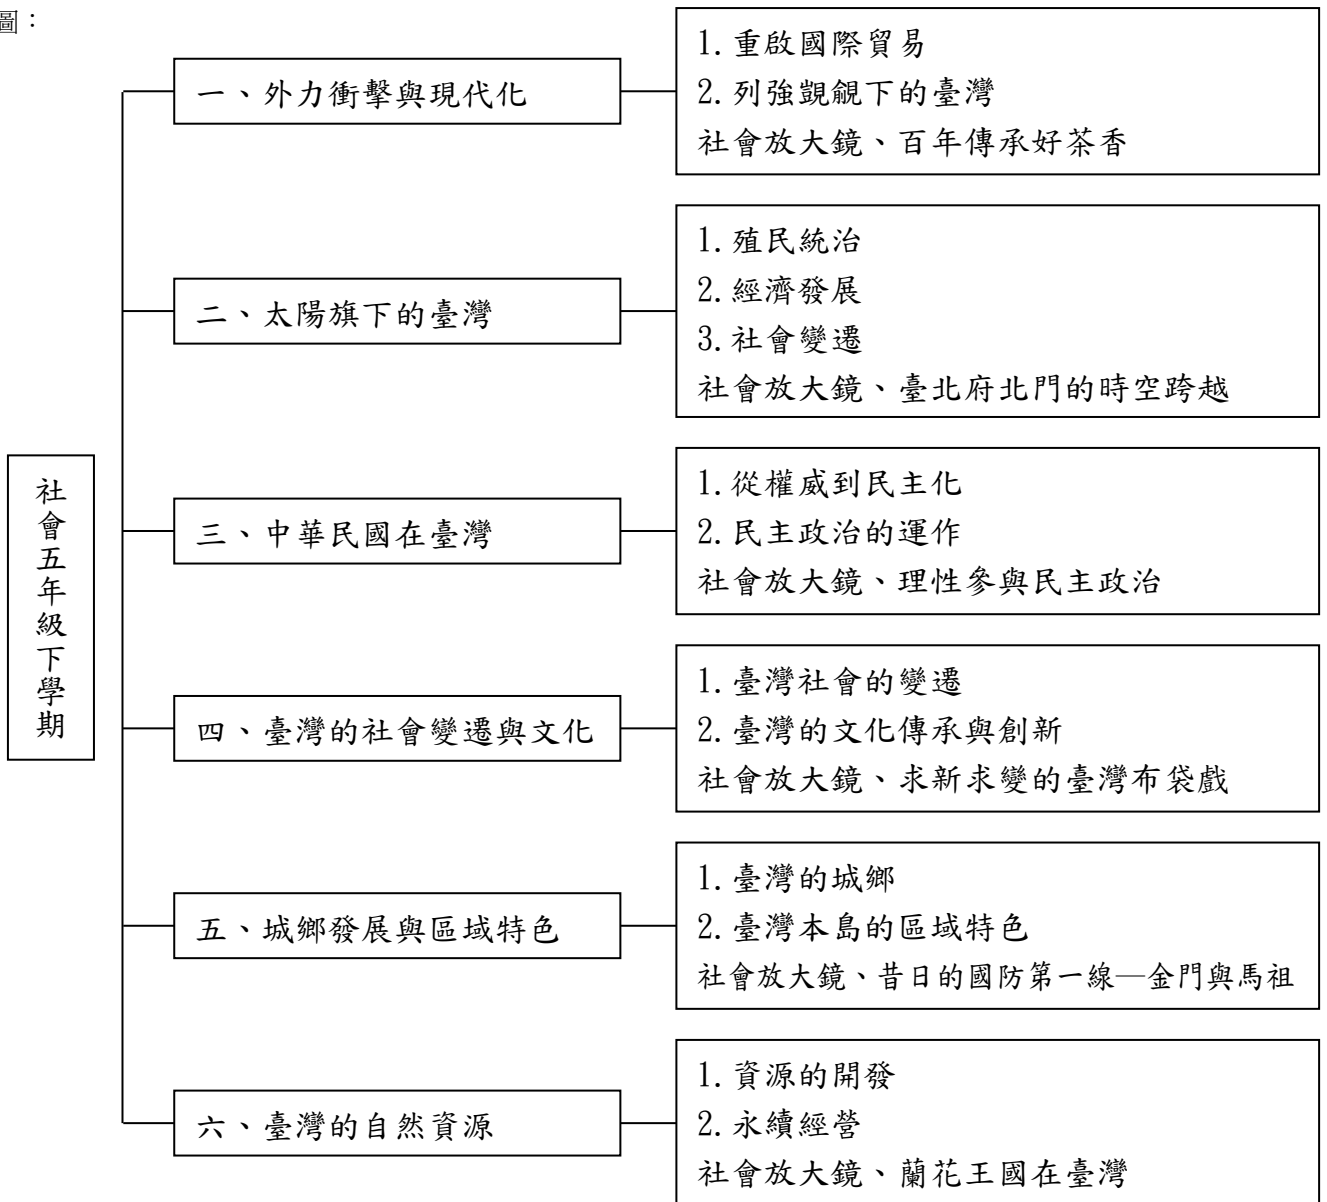 圖：
社會五年級下學期
一、外力衝擊與現代化
1.重啟國際貿易
2.列強覬覦下的臺灣
社會放大鏡、百年傳承好茶香
二、太陽旗下的臺灣
1.殖民統治
2.經濟發展
3.社會變遷
社會放大鏡、臺北府北門的時空跨越
三、中華民國在臺灣
1.從權威到民主化
2.民主政治的運作
社會放大鏡、理性參與民主政治
四、臺灣的社會變遷與文化
1.臺灣社會的變遷
2.臺灣的文化傳承與創新
社會放大鏡、求新求變的臺灣布袋戲
五、城鄉發展與區域特色
1.臺灣的城鄉
2.臺灣本島的區域特色
社會放大鏡、昔日的國防第一線─金門與馬祖
六、臺灣的自然資源
1.資源的開發
2.永續經營
社會放大鏡、蘭花王國在臺灣